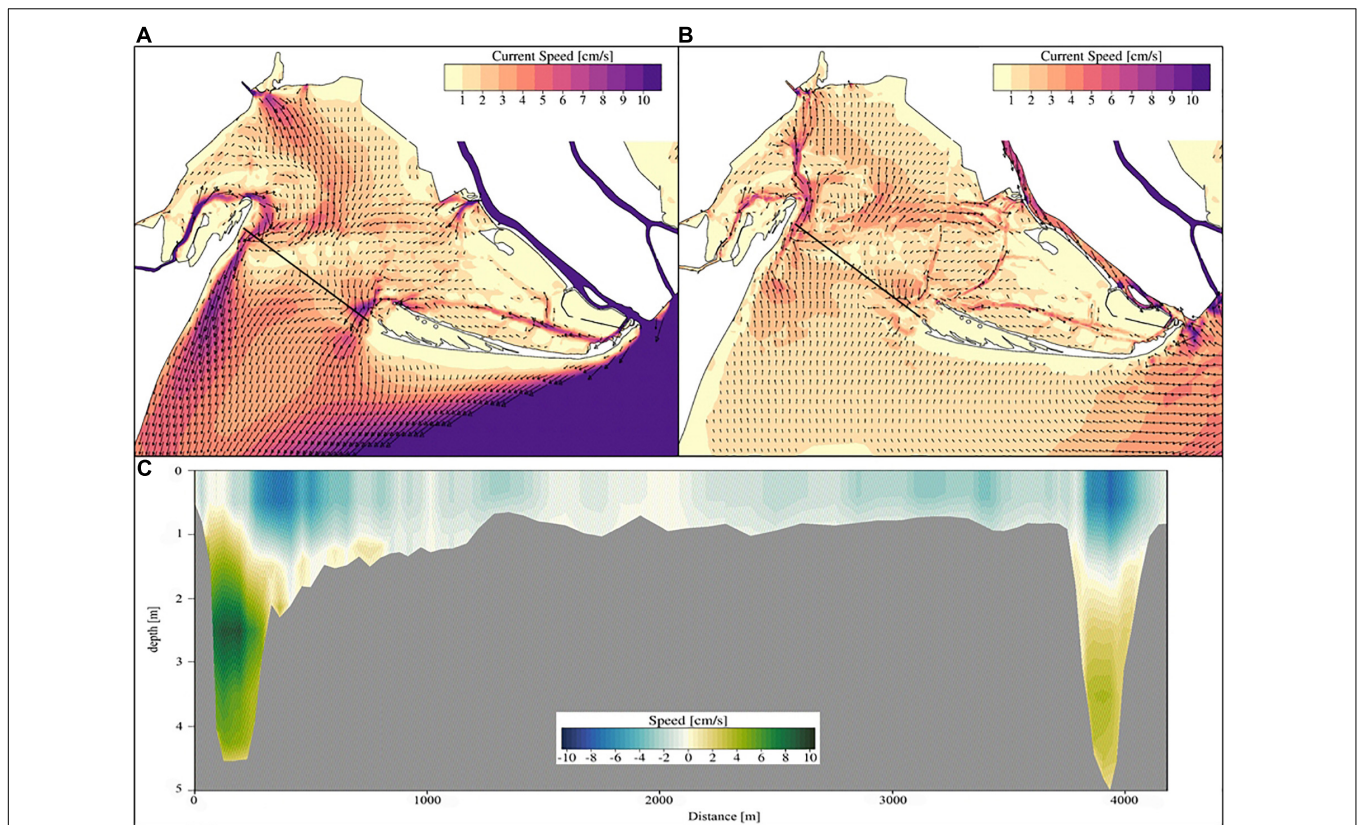 A
B
Current Speed [cm/s]
1 2 3 4 5 6 7 8 9 10
Current Speed [cm/s]
1 2 3 4 5 6 7 8 9 10
C
0
1
2
3
4
5
depth [m]
Speed [cm/s]
-10 -8 -6 -4 -2 0 2 4 6 8 10
0 1000 2000 3000 4000
Distance [m]